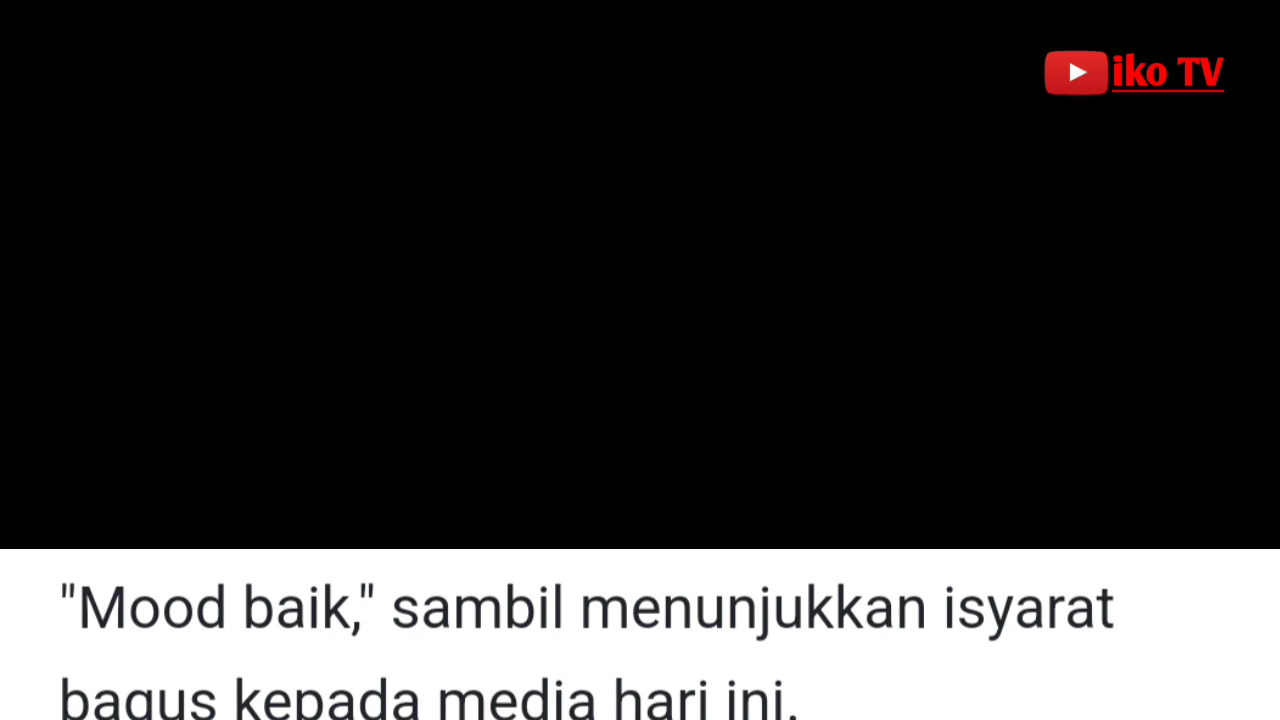 iko TV
"Mood baik," sambil menunjukkan isyarat
bagus kepada media hari ini.